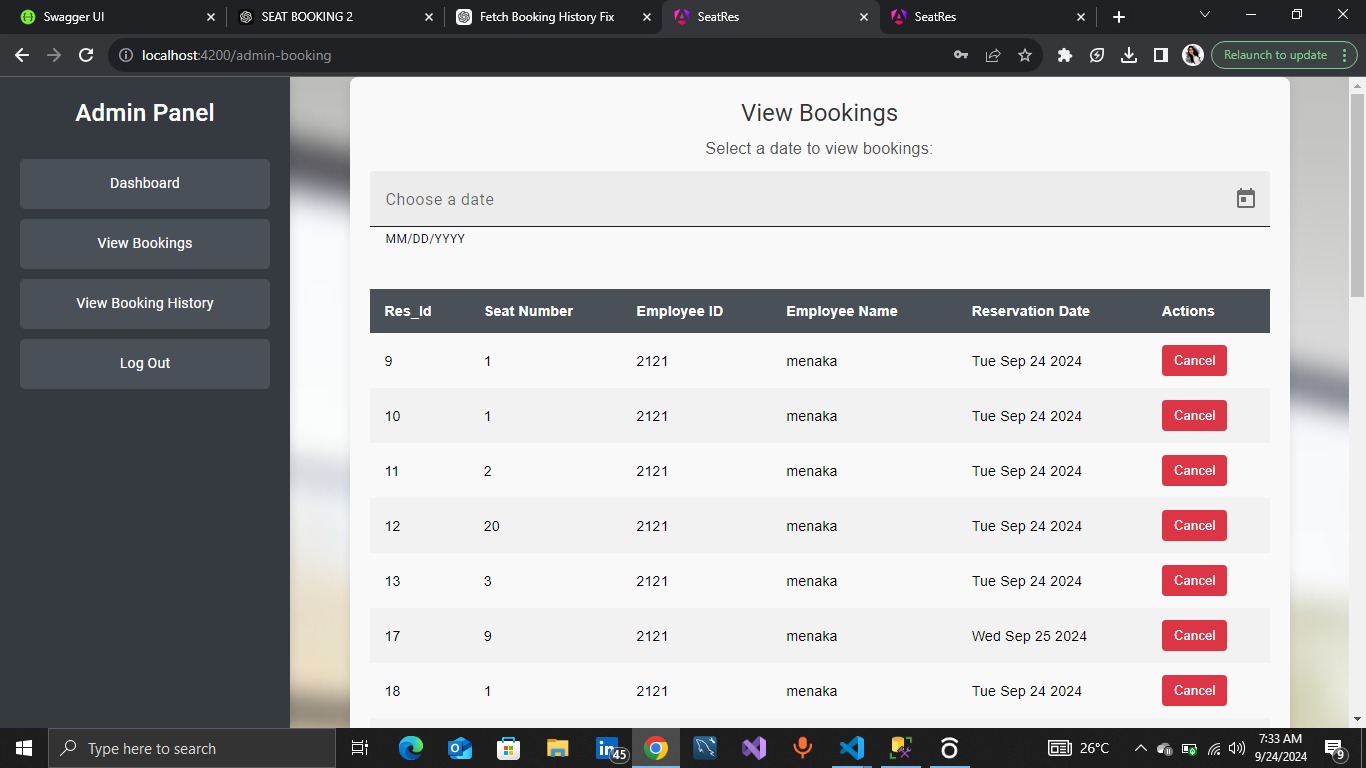 Swagger UI
SEAT BOOKING 2
Fetch Booking History Fix
SeatRes
SeatRes
localhost:4200/admin-booking
Relaunch to update
Admin Panel
Dashboard
View Bookings
View Booking History
Log Out
View Bookings
Select a date to view bookings:
Choose a date
MM/DD/YYYY
Res_Id Seat Number Employee ID Employee Name Reservation Date Actions
9 1 2121 menaka Tue Sep 24 2024 Cancel
10 1 2121 menaka Tue Sep 24 2024 Cancel
11 2 2121 menaka Tue Sep 24 2024 Cancel
12 20 2121 menaka Tue Sep 24 2024 Cancel
13 3 2121 menaka Tue Sep 24 2024 Cancel
17 9 2121 menaka Wed Sep 25 2024 Cancel
18 1 2121 menaka Tue Sep 24 2024 Cancel
Type here to search
45
26°C
7:33 AM
9/24/2024
9